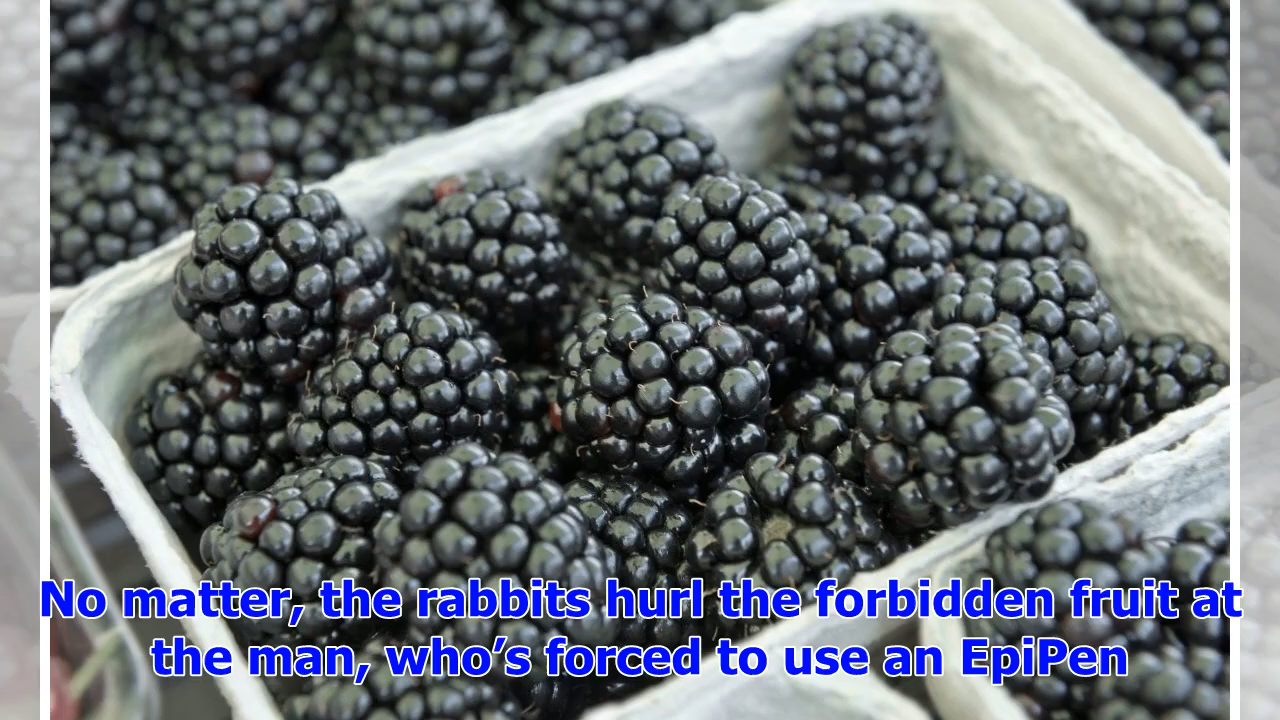 No matter, the rabbits hurl the forbidden fruit at
the man, who’s forced to use an EpiPen